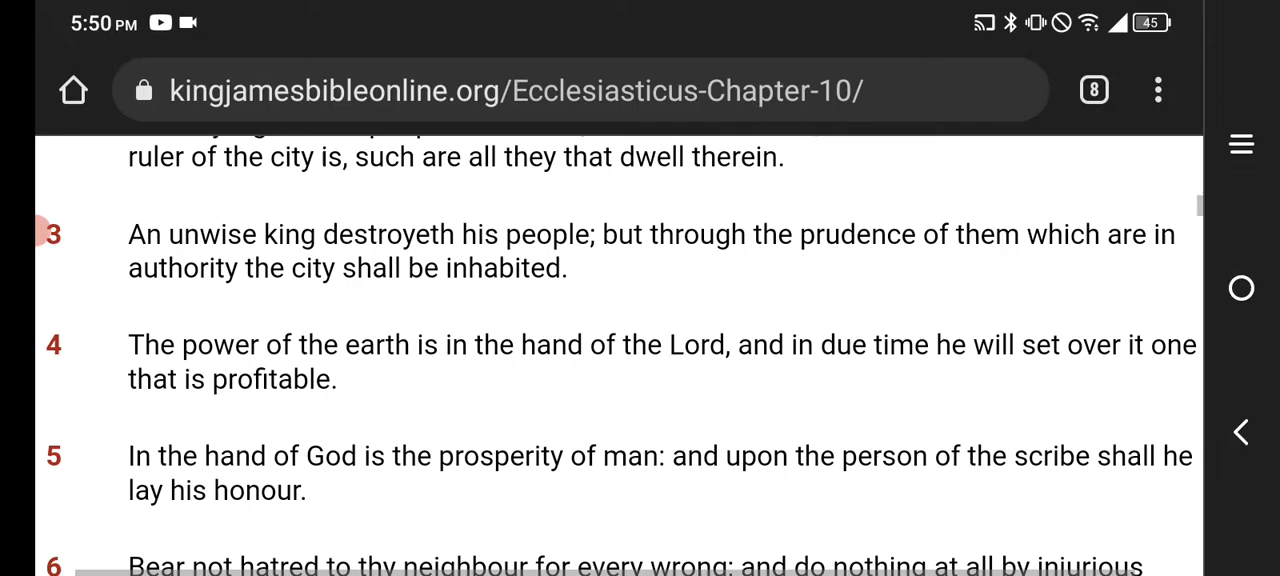 5:50 PM
45
kingjamesbibleonline.org/Ecclesiasticus-Chapter-10/
8
ruler of the city is, such are all they that dwell therein.
3 An unwise king destroyeth his people; but through the prudence of them which are in
authority the city shall be inhabited.
4 The power of the earth is in the hand of the Lord, and in due time he will set over it one
that is profitable.
5 In the hand of God is the prosperity of man: and upon the person of the scribe shall he
lay his honour.
6 Bear not hatred to thy neighbour for every wrong; and do nothing at all by injurious